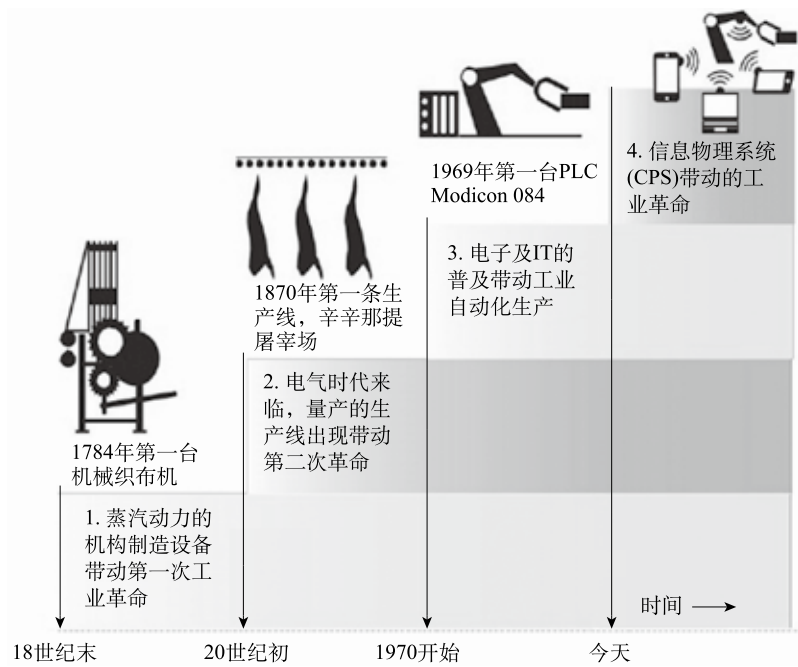 4. 信息物理系统
(CPS)带动的工
业革命
1969年第一台PLC
Modicon 084
3. 电子及IT的
普及带动工业
自动化生产
1870年第一条生
产线，辛辛那提
屠宰场
2. 电气时代来
临，量产的生
产线出现带动
第二次革命
1784年第一台
机械织布机
1. 蒸汽动力的
机构制造设备
带动第一次工
业革命
时间
18世纪末
20世纪初
1970开始
今天